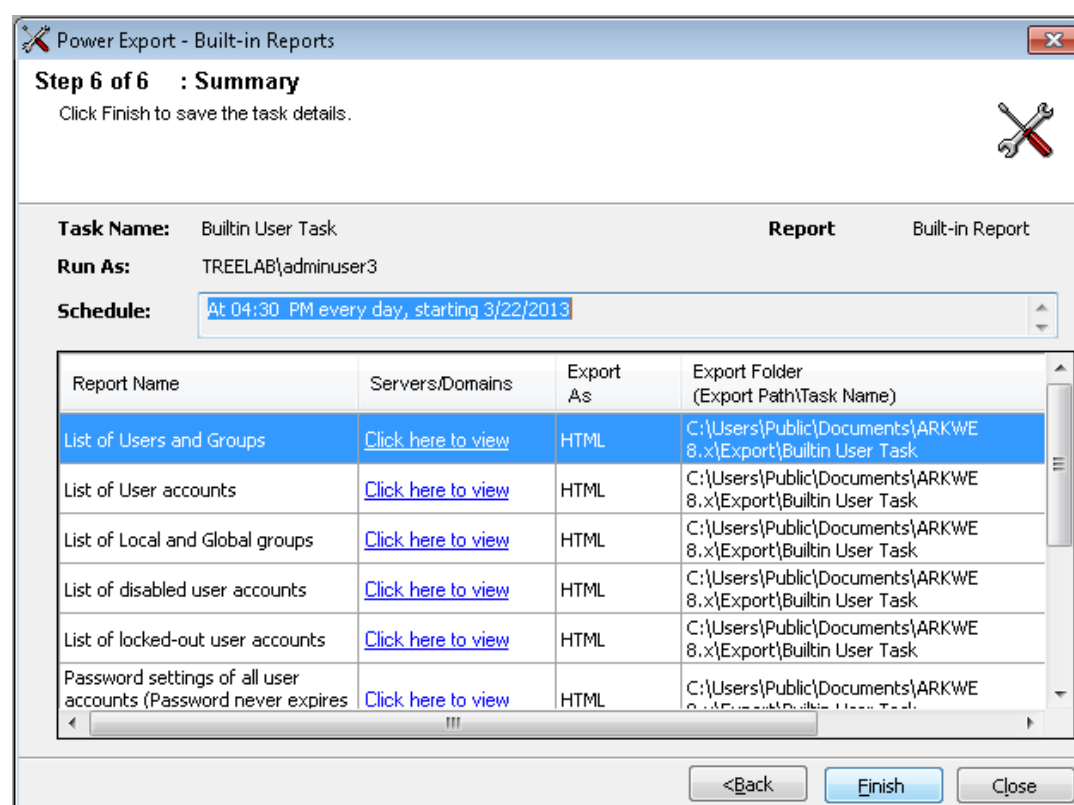 Power Export - Built-in Reports
Step 6 of 6 : Summary
Click Finish to save the task details.
Task Name: Builtin User Task Report Built-in Report
Run As: TREELAB\adminuser3
Schedule: At 04:30 PM every day, starting 3/22/2013
Report Name Servers/Domains Export As Export Folder (Export Path\Task Name)
List of Users and Groups Click here to view HTML C:\Users\Public\Documents\ARKWE 8.x\Export\Builtin User Task
List of User accounts Click here to view HTML C:\Users\Public\Documents\ARKWE 8.x\Export\Builtin User Task
List of Local and Global groups Click here to view HTML C:\Users\Public\Documents\ARKWE 8.x\Export\Builtin User Task
List of disabled user accounts Click here to view HTML C:\Users\Public\Documents\ARKWE 8.x\Export\Builtin User Task
List of locked-out user accounts Click here to view HTML C:\Users\Public\Documents\ARKWE 8.x\Export\Builtin User Task
Password settings of all user accounts (Password never expires Click here to view HTML C:\Users\Public\Documents\ARKWE
<Back Finish Close